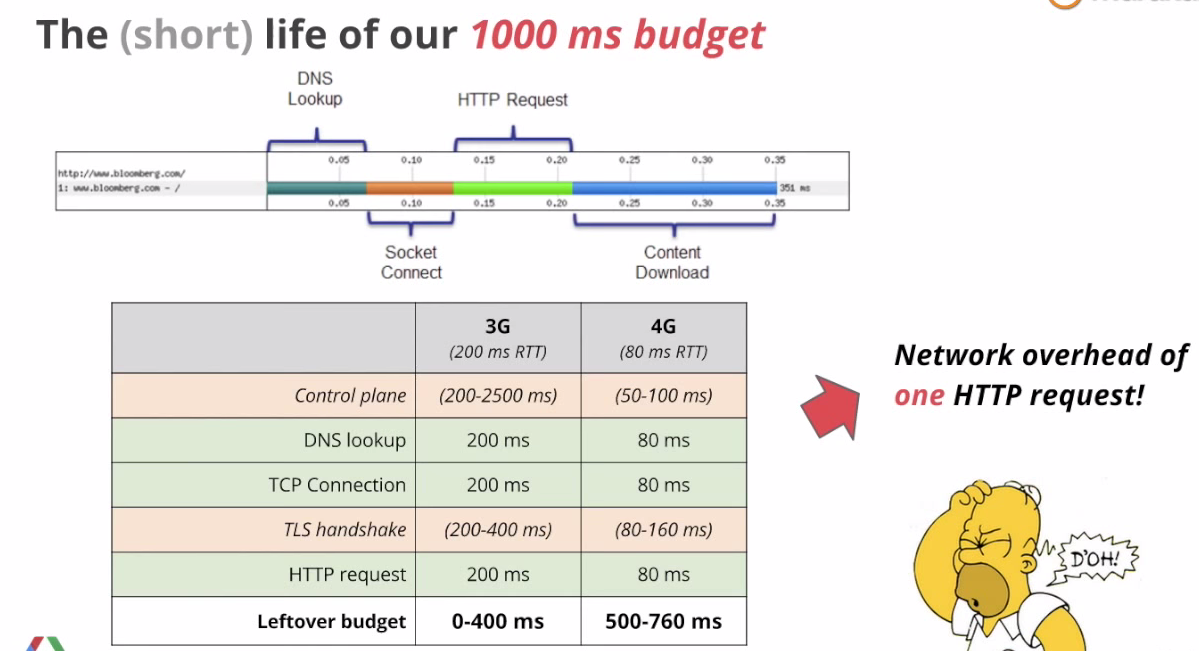 The (short) life of our 1000 ms budget
DNS
Lookup
HTTP Request
0.05 0.10 0.15 0.20 0.25 0.30 0.35
http://www.bloomberg.com/
1: www.bloomberg.com - /
351 ms
0.05 0.10 0.15 0.20 0.25 0.30 0.35
Socket
Connect
Content
Download
3G 4G
(200 ms RTT) (80 ms RTT)
Control plane (200-2500 ms) (50-100 ms)
DNS lookup 200 ms 80 ms
TCP Connection 200 ms 80 ms
TLS handshake (200-400 ms) (80-160 ms)
HTTP request 200 ms 80 ms
Leftover budget 0-400 ms 500-760 ms
Network overhead of
one HTTP request!
D'OH!